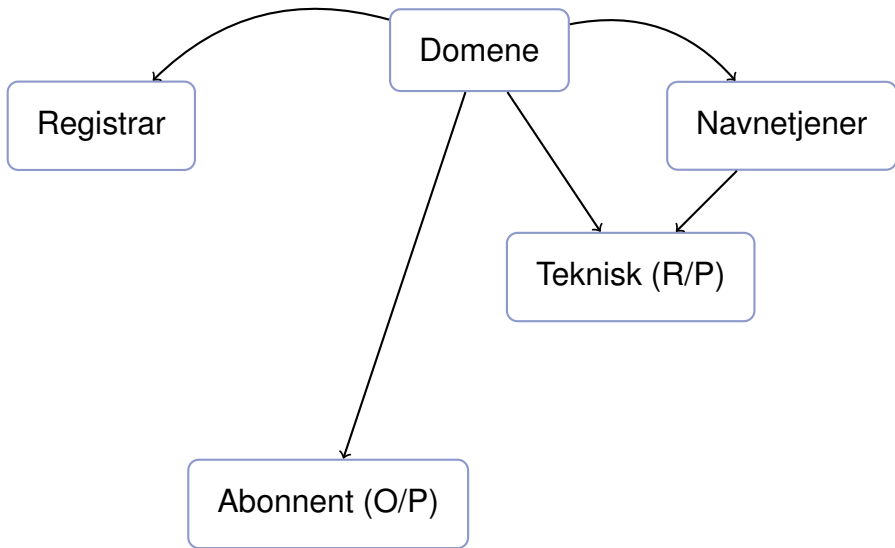 Domene
Registrar
Navnetjener
Teknisk (R/P)
Abonnent (O/P)